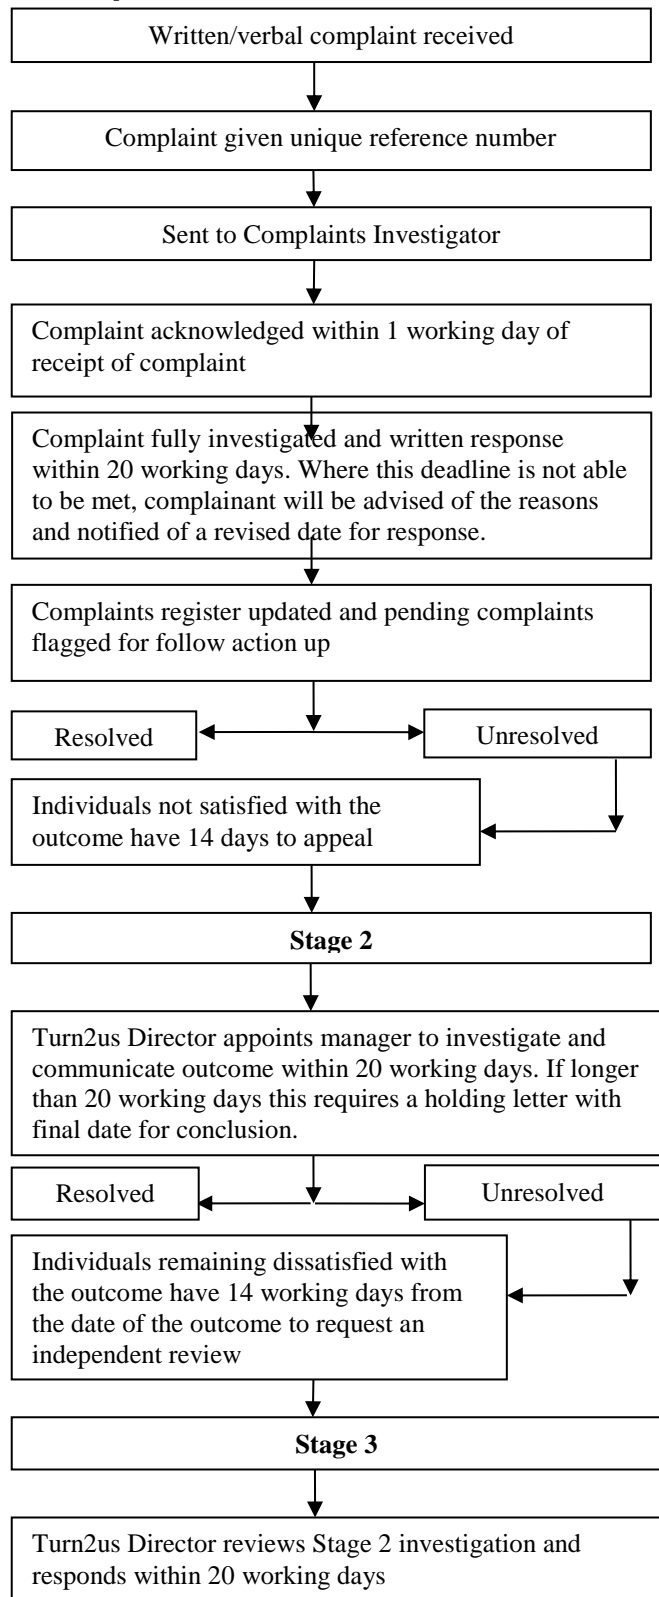 Written/verbal complaint received
Complaint given unique reference number
Sent to Complaints Investigator
Complaint acknowledged within 1 working day of
receipt of complaint
Complaint fully investigated and written response
within 20 working days. Where this deadline is not able
to be met, complainant will be advised of the reasons
and notified of a revised date for response.
Complaints register updated and pending complaints
flagged for follow action up
Resolved
Unresolved
Individuals not satisfied with the
outcome have 14 days to appeal
Stage 2
Turn2us Director appoints manager to investigate and
communicate outcome within 20 working days. If longer
than 20 working days this requires a holding letter with
final date for conclusion.
Resolved
Unresolved
Individuals remaining dissatisfied with
the outcome have 14 working days from
the date of the outcome to request an
independent review
Stage 3
Turn2us Director reviews Stage 2 investigation and
responds within 20 working days